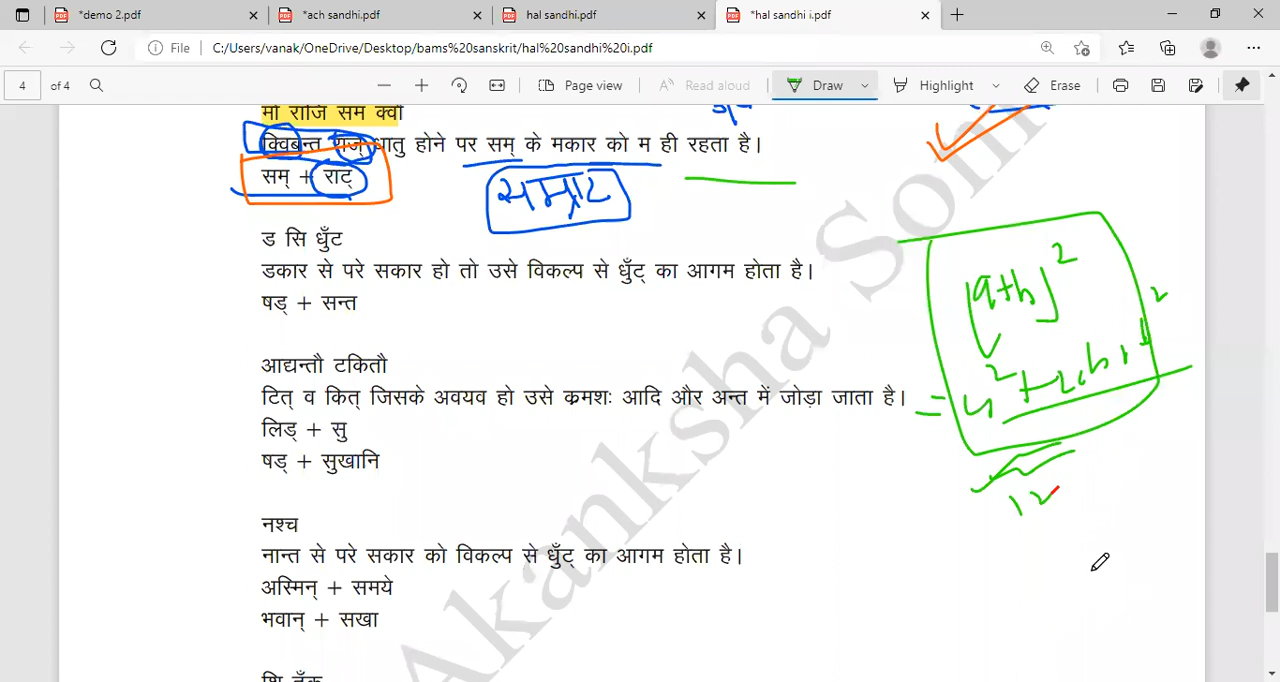 *demo 2.pdf
*ach sandhi.pdf
hal sandhi.pdf
*hal sandhi i.pdf
File
C:/Users/vanak/OneDrive/Desktop/bams%20sanskrit/hal%20sandhi%20i.pdf
4 of 4
Page view
Read aloud
Draw
Highlight
Erase
मो राजि सम क्वौ
क्विबन्त राज् धातु होने पर सम् के मकार को म ही रहता है।
सम् + राट्
सम्राट
ड सि धुँट
डकार से परे सकार हो तो उसे विकल्प से धुँट् का आगम होता है।
षड् + सन्त
(a+b)²
आद्यन्तौ टकितौ
टित् व कित् जिसके अवयव हो उसे क्रमशः आदि और अन्त में जोड़ा जाता है।
लिड् + सु
षड् + सुखानि
12
नश्च
नान्त से परे सकार को विकल्प से धुँट् का आगम होता है।
अस्मिन् + समये
भवान् + सखा
Akanksha Soni